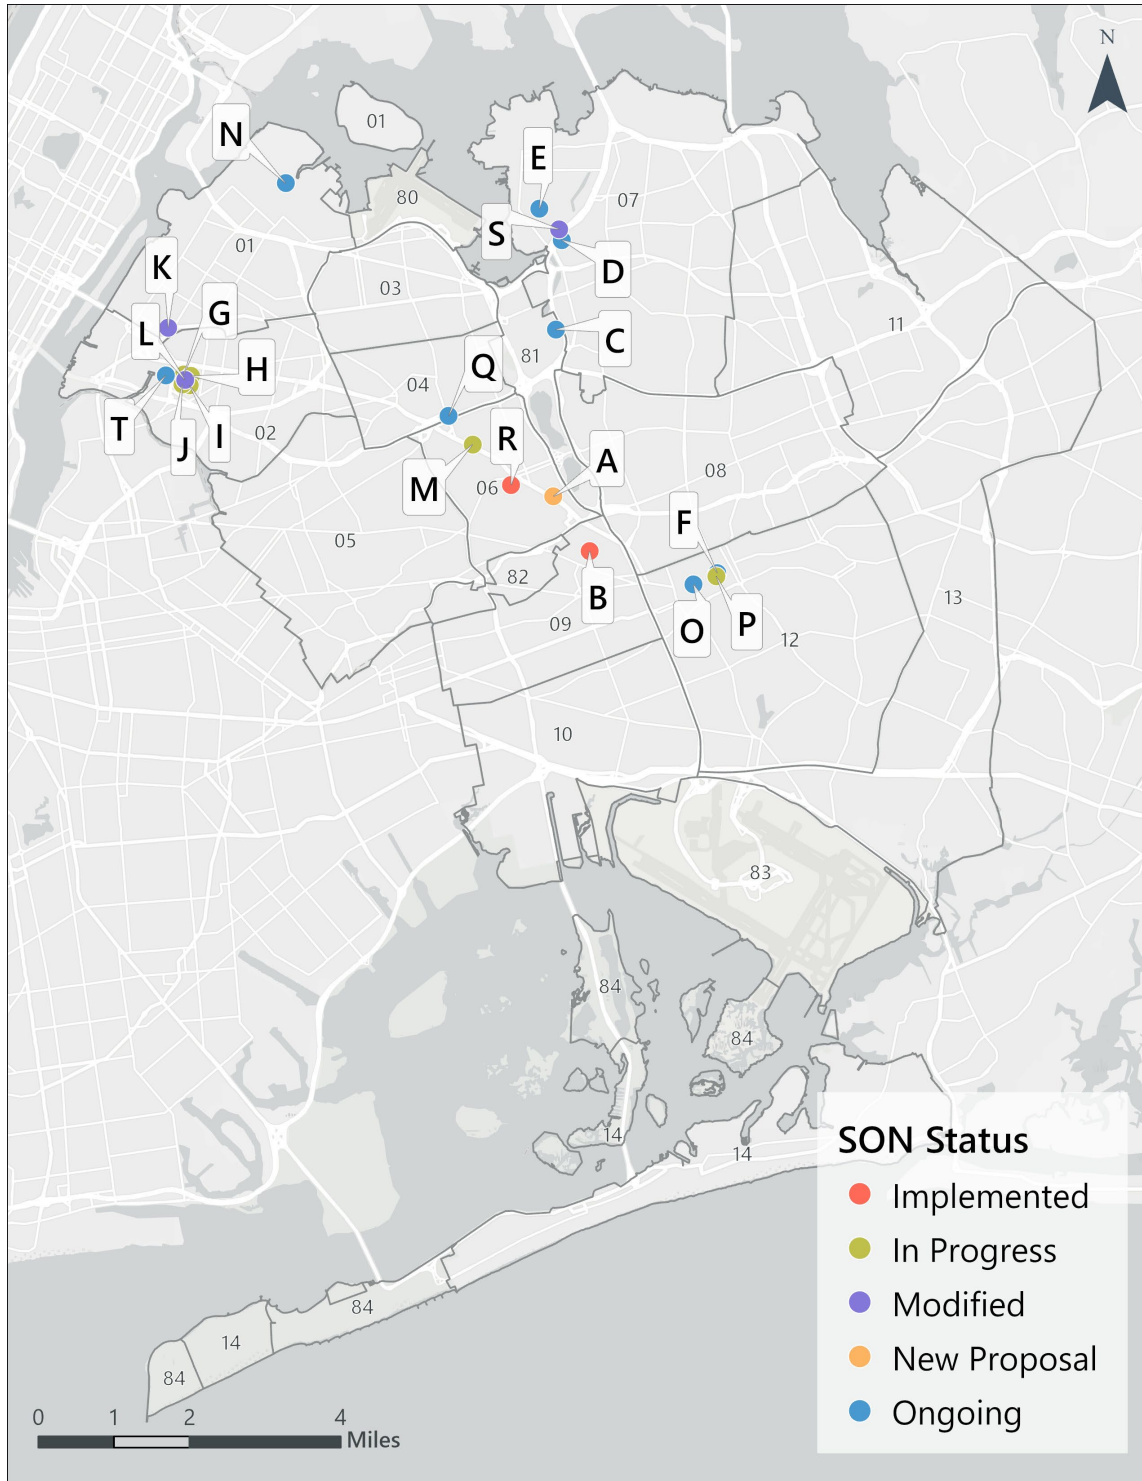 N
01
N
E
80
07
S
01
D
K
03
G
11
L
C
81
H
Q
04
T
R
02
J
I
A
08
M
06
F
05
82
B
13
09
P
O
12
10
83
84
84
14
14
SON Status
Implemented
In Progress
Modified
84
New Proposal
14
84
Ongoing
0
1
2
4
Miles